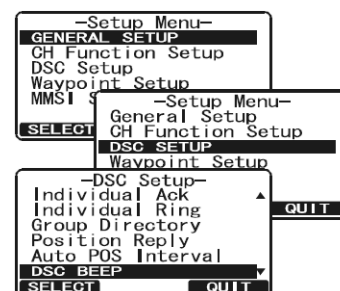 —Setup Menu—
GENERAL SETUP
CH Function Setup
DSC Setup
Waypoint Setup
MMSI S
SELECT
—Setup Menu—
General Setup
CH Function Setup
DSC SETUP
Waypoint Setup
QUIT
—DSC Setup—
Individual Ack
Individual Ring
Group Directory
Position Reply
Auto POS Interval
DSC BEEP
SELECT QUIT